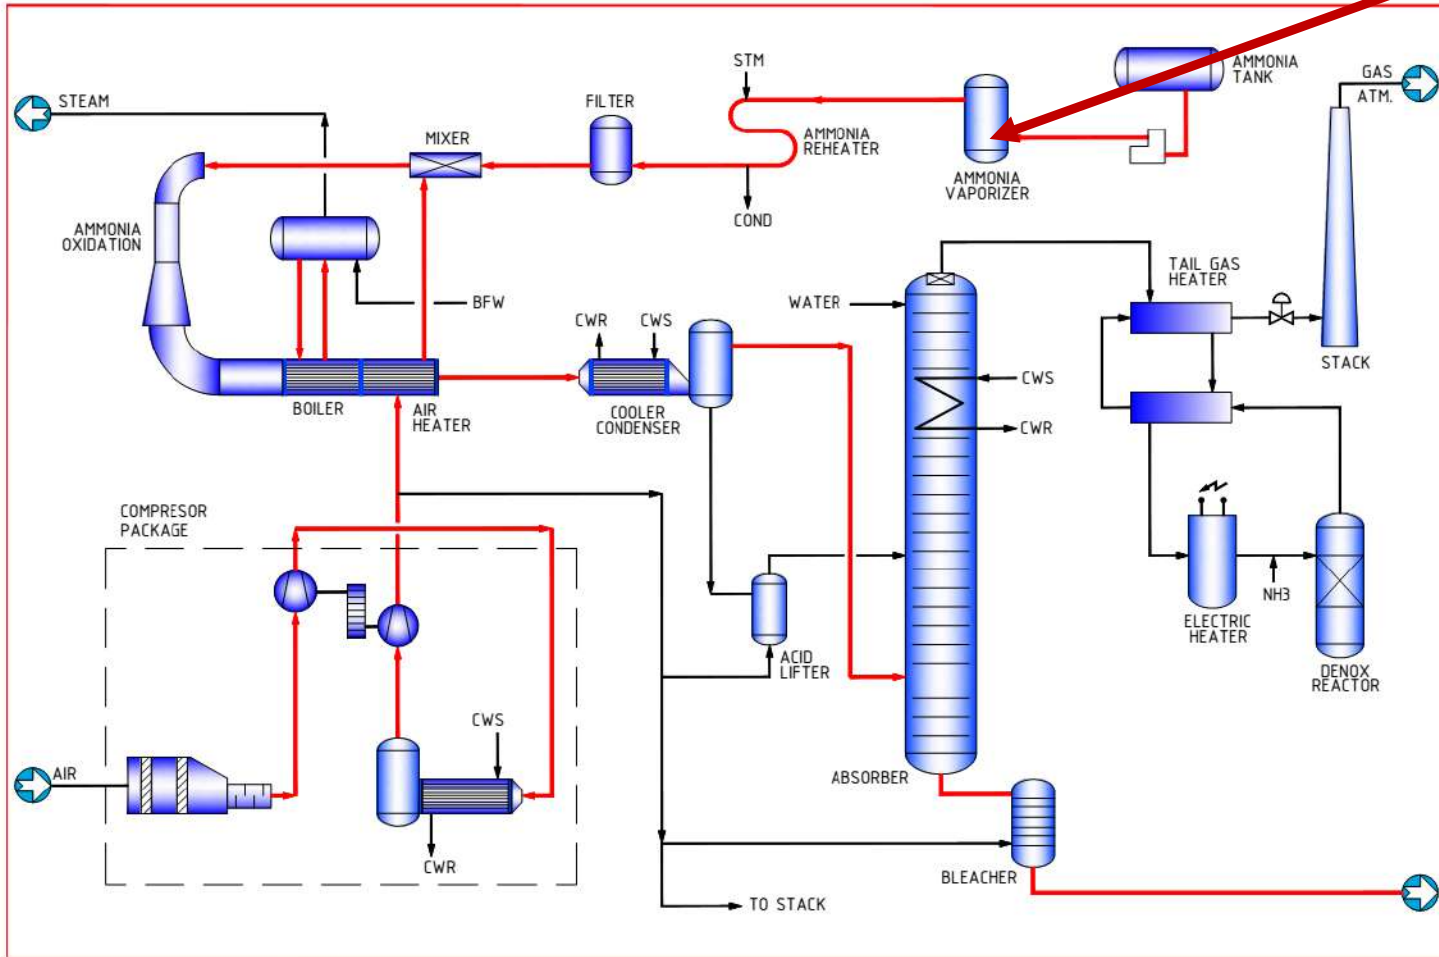 STM
AMMONIA
TANK
GAS
ATM.
STEAM
FILTER
MIXER
AMMONIA
REHEATER
AMMONIA
VAPORIZER
COND
AMMONIA
OXIDATION
BFW
TAIL GAS
HEATER
WATER
CWR
CWS
STACK
CWS
BOILER
AIR
HEATER
COOLER
CONDENSER
CWR
COMPRESOR
PACKAGE
NH3
ELECTRIC
HEATER
ACID
LIFTER
DENOX
REACTOR
CWS
AIR
ABSORBER
CWR
BLEACHER
TO STACK